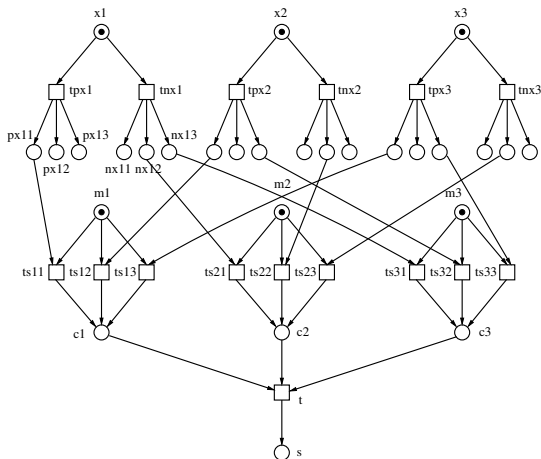 x1 x2 x3
tpx1 tnx1 tpx2 tnx2 tpx3 tnx3
px11 px13 nx13
px12 nx11 nx12
m1 m2 m3
ts11 ts12 ts13 ts21 ts22 ts23 ts31 ts32 ts33
c1 c2 c3
t
s